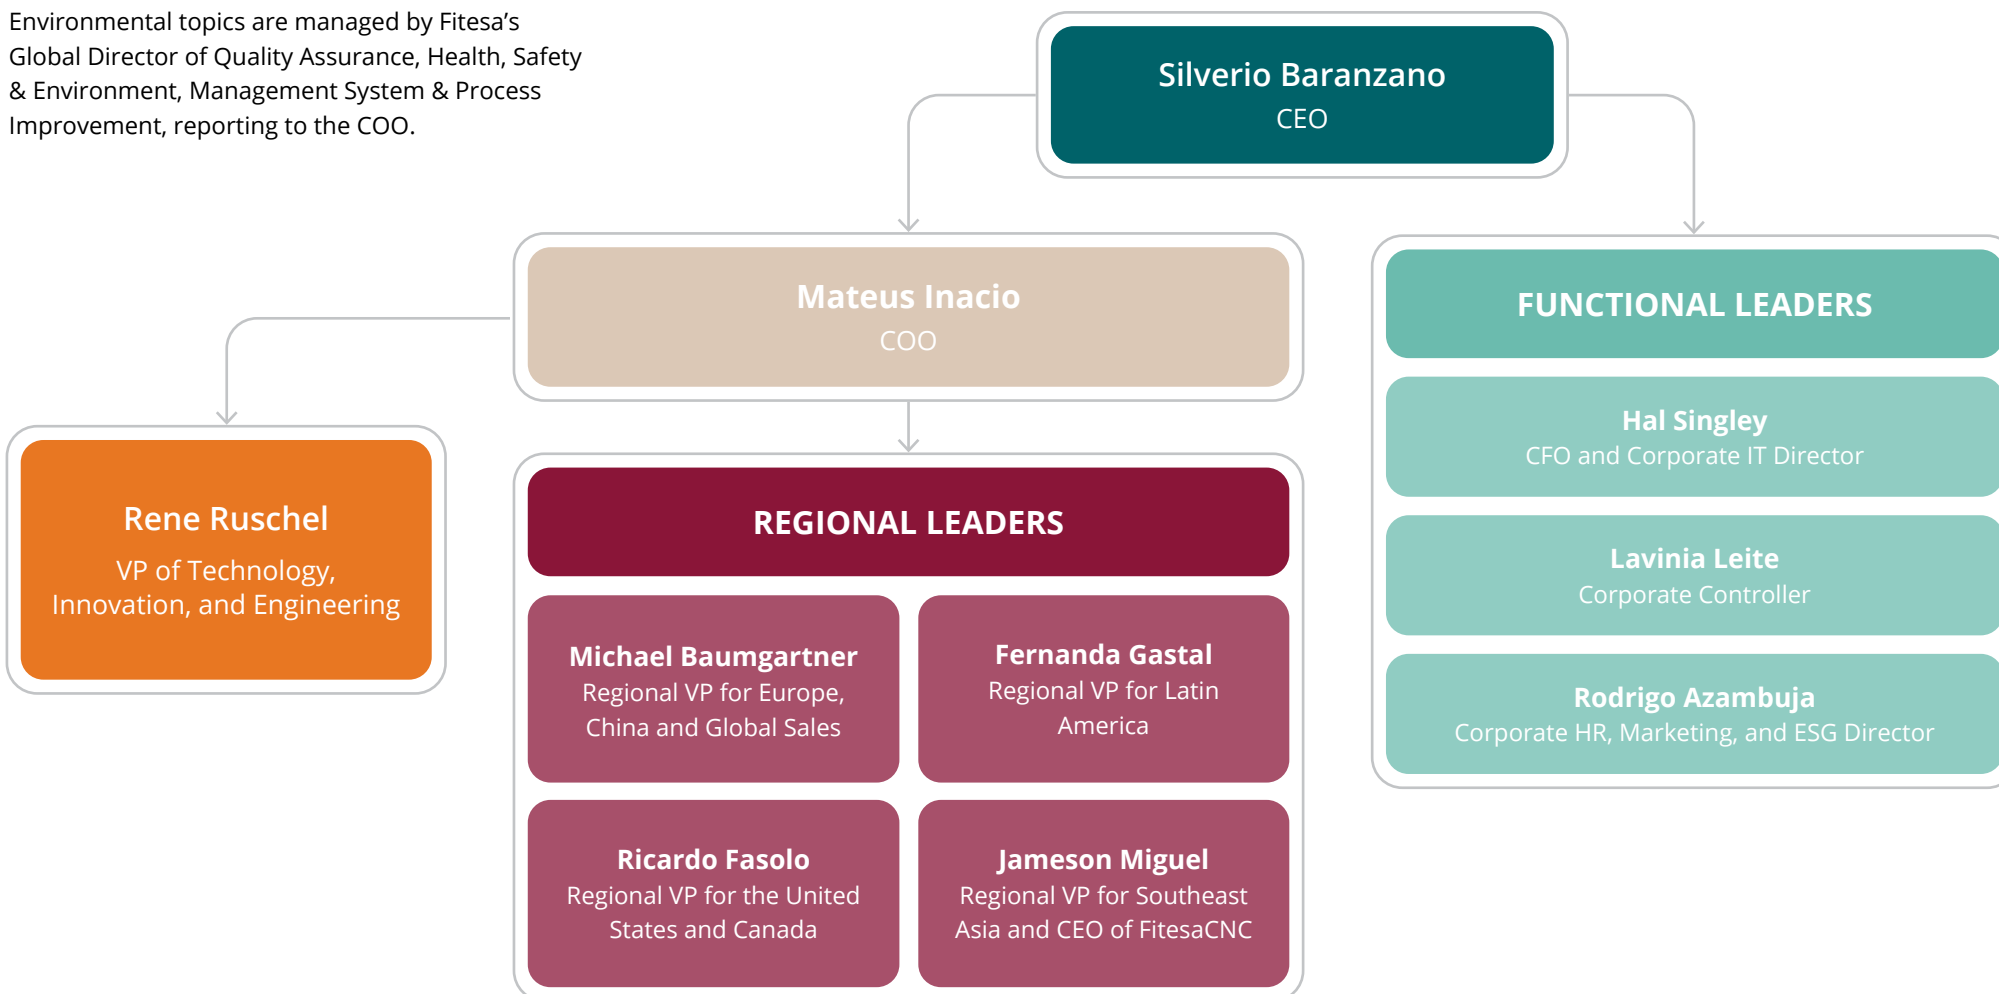 Environmental topics are managed by Fitesa’s
Global Director of Quality Assurance, Health, Safety
& Environment, Management System & Process
Improvement, reporting to the COO.
Silverio Baranzano
CEO
Mateus Inacio
COO
Rene Ruschel
VP of Technology,
Innovation, and Engineering
REGIONAL LEADERS
Michael Baumgartner
Regional VP for Europe,
China and Global Sales
Fernanda Gastal
Regional VP for Latin
America
Ricardo Fasolo
Regional VP for the United
States and Canada
Jameson Miguel
Regional VP for Southeast
Asia and CEO of FitesaCNC
FUNCTIONAL LEADERS
Hal Singley
CFO and Corporate IT Director
Lavinia Leite
Corporate Controller
Rodrigo Azambuja
Corporate HR, Marketing, and ESG Director